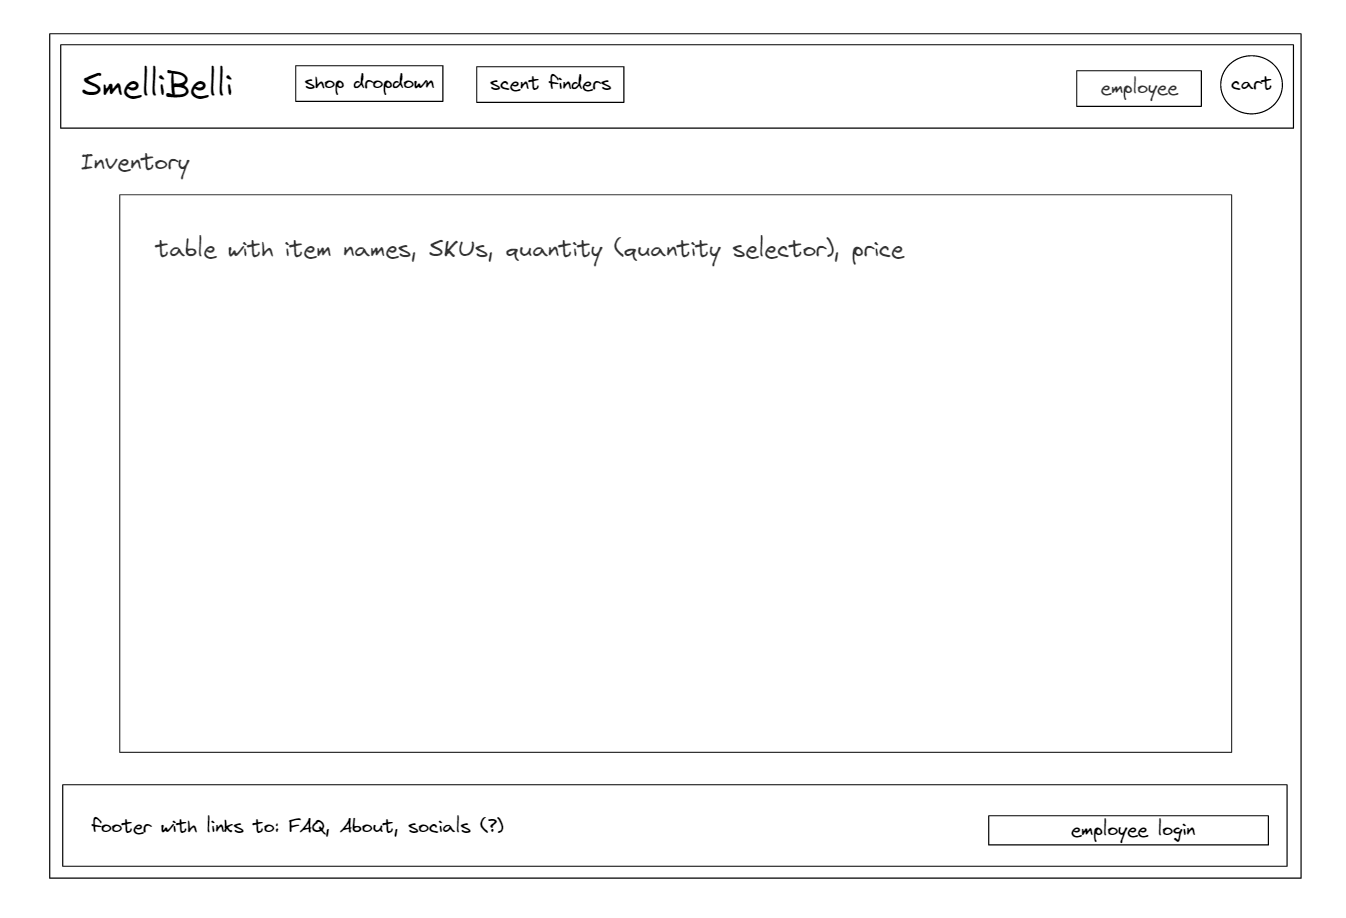 SmelliBelli
shop dropdown
scent finders
employee
cart
Inventory
table with item names, SKUs, quantity (quantity selector), price
footer with links to: FAQ, About, socials (?)
employee login